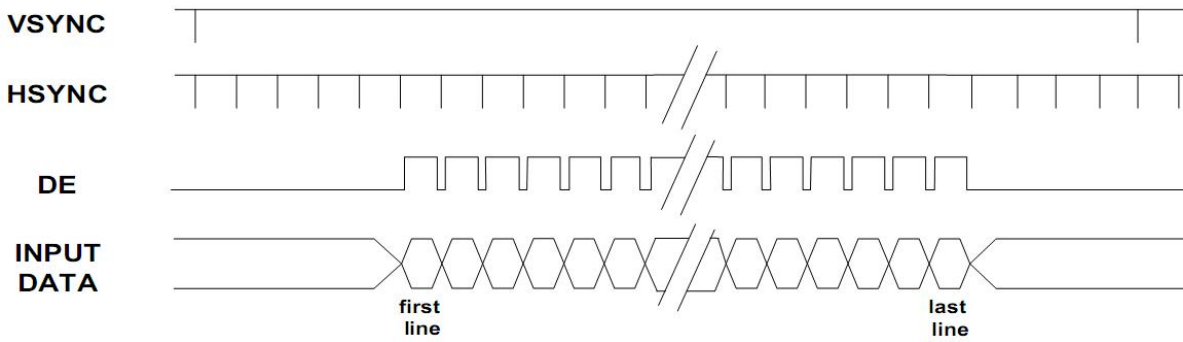 VSYNC
HSYNC
DE
INPUT
DATA
first
line
last
line